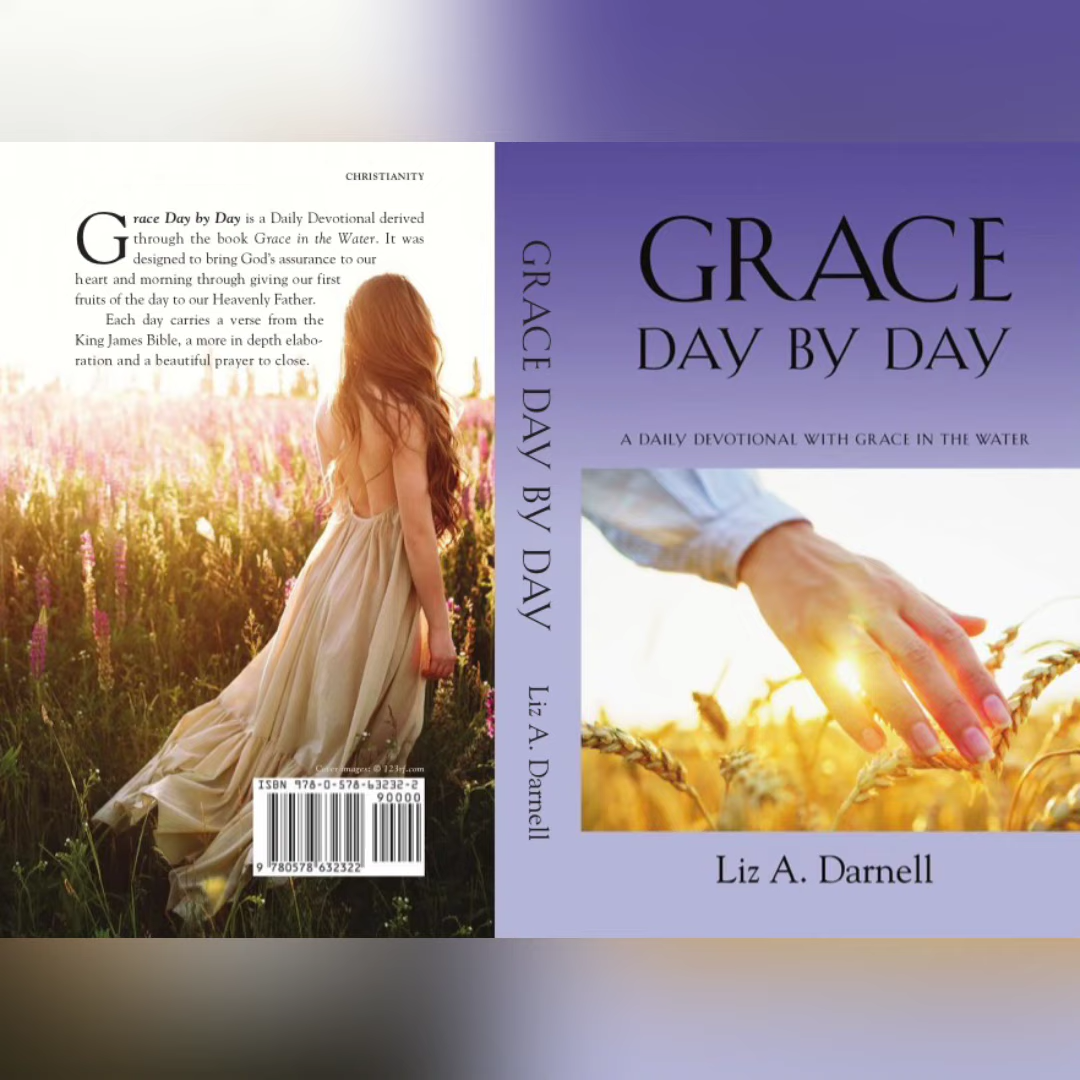 CHRISTIANITY
Grace Day by Day is a Daily Devotional derived
through the book Grace in the Water. It was
designed to bring God's assurance to our
heart and morning through giving our first
fruits of the day to our Heavenly Father.
Each day carries a verse from the
King James Bible, a more in depth elabo-
ration and a beautiful prayer to close.
Cover images: © 123rf.com
ISBN 978-0-578-63232-2
90000
9 780578 632322
GRACE DAY BY DAY
Liz A. Darnell
GRACE
DAY BY DAY
A DAILY DEVOTIONAL WITH GRACE IN THE WATER
Liz A. Darnell